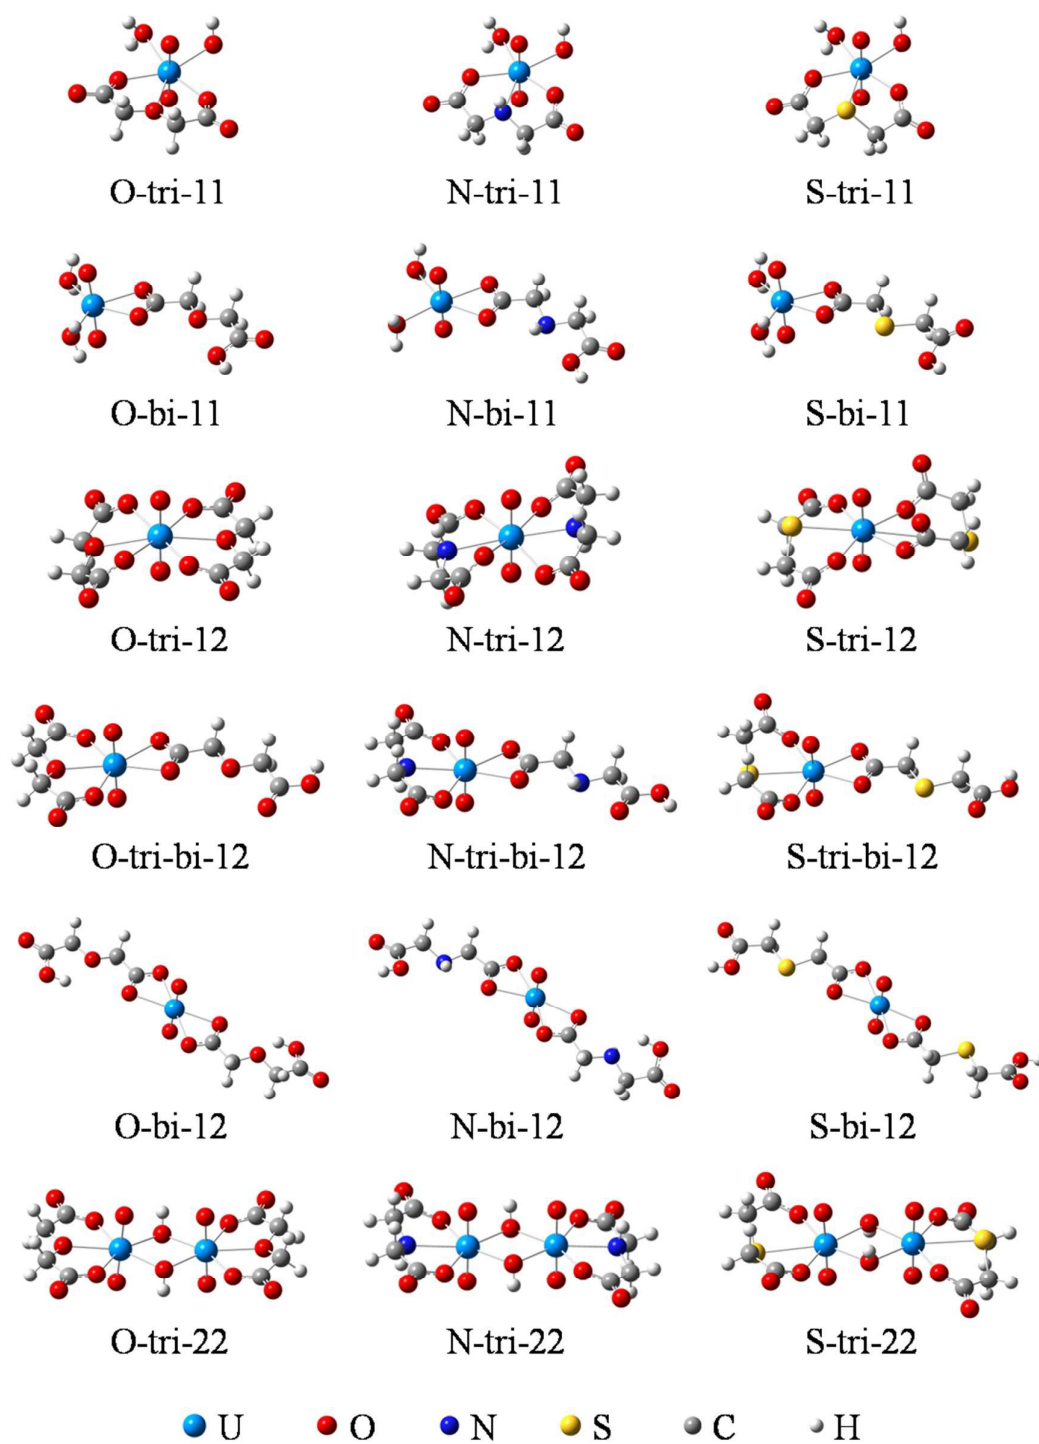 O-tri-11 N-tri-11 S-tri-11
O-bi-11 N-bi-11 S-bi-11
O-tri-12 N-tri-12 S-tri-12
O-tri-bi-12 N-tri-bi-12 S-tri-bi-12
O-bi-12 N-bi-12 S-bi-12
O-tri-22 N-tri-22 S-tri-22
U O N S C H